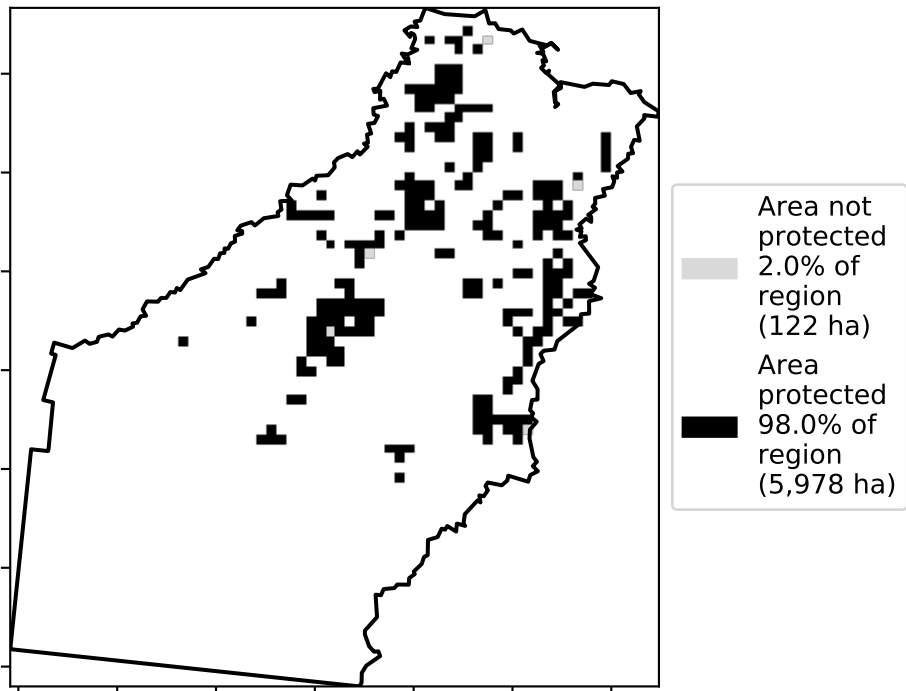 Area not
protected
2.0% of
region
(122 ha)
Area
protected
98.0% of
region
(5,978 ha)